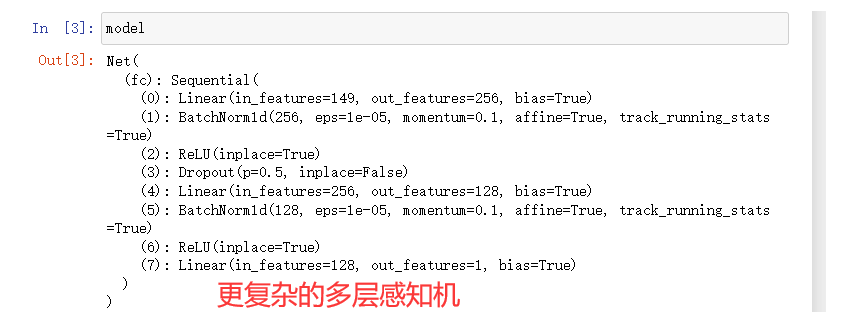 In [3]: model
Out[3]: Net(
(fc): Sequential(
(0): Linear(in_features=149, out_features=256, bias=True)
(1): BatchNorm1d(256, eps=1e-05, momentum=0.1, affine=True, track_running_stats
=True)
(2): ReLU(inplace=True)
(3): Dropout(p=0.5, inplace=False)
(4): Linear(in_features=256, out_features=128, bias=True)
(5): BatchNorm1d(128, eps=1e-05, momentum=0.1, affine=True, track_running_stats
=True)
(6): ReLU(inplace=True)
(7): Linear(in_features=128, out_features=1, bias=True)
)
更复杂的多层感知机
)